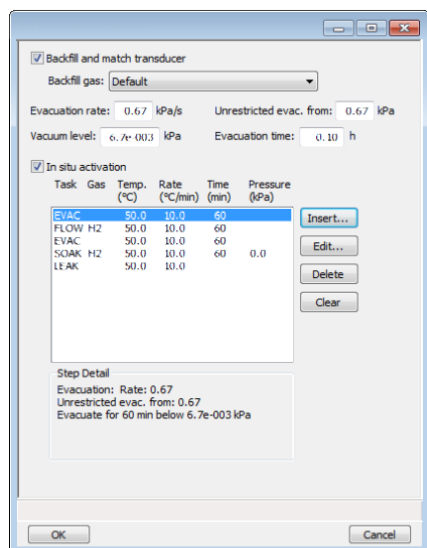 Backfill and match transducer
Backfill gas: Default
Evacuation rate: 0.67 kPa/s Unrestricted evac. from: 0.67 kPa
Vacuum level: 6.7e-003 kPa Evacuation time: 0.10 h
In situ activation
Task Gas Temp. Rate Time Pressure
(°C) (°C/min) (min) (kPa)
EVAC 50.0 10.0 60
FLOW H2 50.0 10.0 60
EVAC 50.0 10.0 60
SOAK H2 50.0 10.0 60 0.0
LEAK 50.0 10.0
Insert...
Edit...
Delete
Clear
Step Detail
Evacuation: Rate: 0.67
Unrestricted evac. from: 0.67
Evacuate for 60 min below 6.7e-003 kPa
OK Cancel